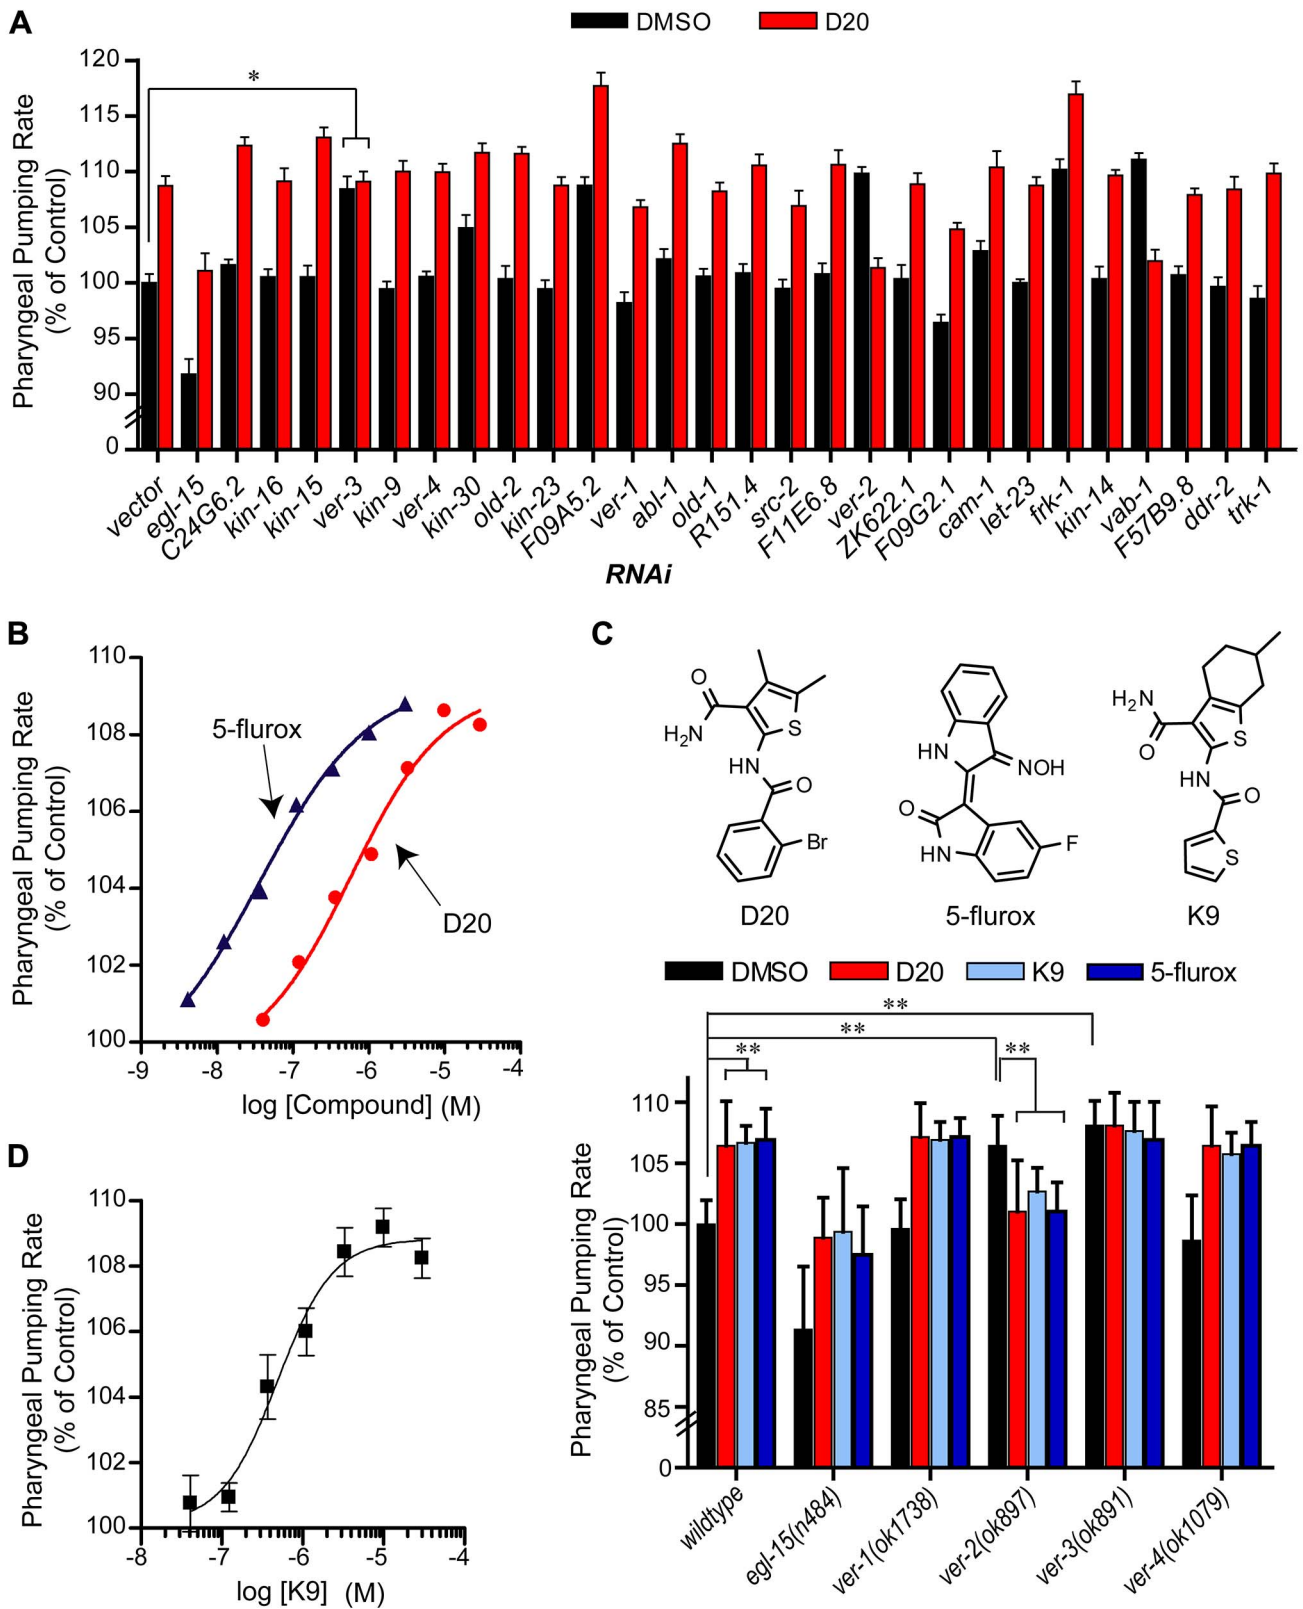 A
DMSO
D20
Pharyngeal Pumping Rate
(% of Control)
120
115
110
105
100
95
90
0
*
vector
egl-15
C24G6.2
kin-16
kin-15
ver-3
kin-9
ver-4
kin-30
old-2
kin-23
F09A5.2
ver-1
abl-1
old-1
R151.4
src-2
F11E6.8
ver-2
ZK622.1
F09G2.1
cam-1
let-23
frk-1
kin-14
vab-1
F57B9.8
ddr-2
trk-1
RNAi
B
Pharyngeal Pumping Rate
(% of Control)
110
108
106
104
102
100
5-flurox
D20
-9
-8
-7
-6
-5
-4
log [Compound] (M)
C
O
H2N
S
HN
O
Br
D20
HN
NOH
O
HN
F
5-flurox
H2N
O
S
HN
O
S
K9
DMSO
D20
K9
5-flurox
**
**
**
**
Pharyngeal Pumping Rate
(% of Control)
110
105
100
95
90
85
0
wildtype
egl-15(n484)
ver-1(ok1738)
ver-2(ok897)
ver-3(ok891)
ver-4(ok1079)
D
Pharyngeal Pumping Rate
(% of Control)
110
108
106
104
102
100
-8
-7
-6
-5
-4
log [K9] (M)